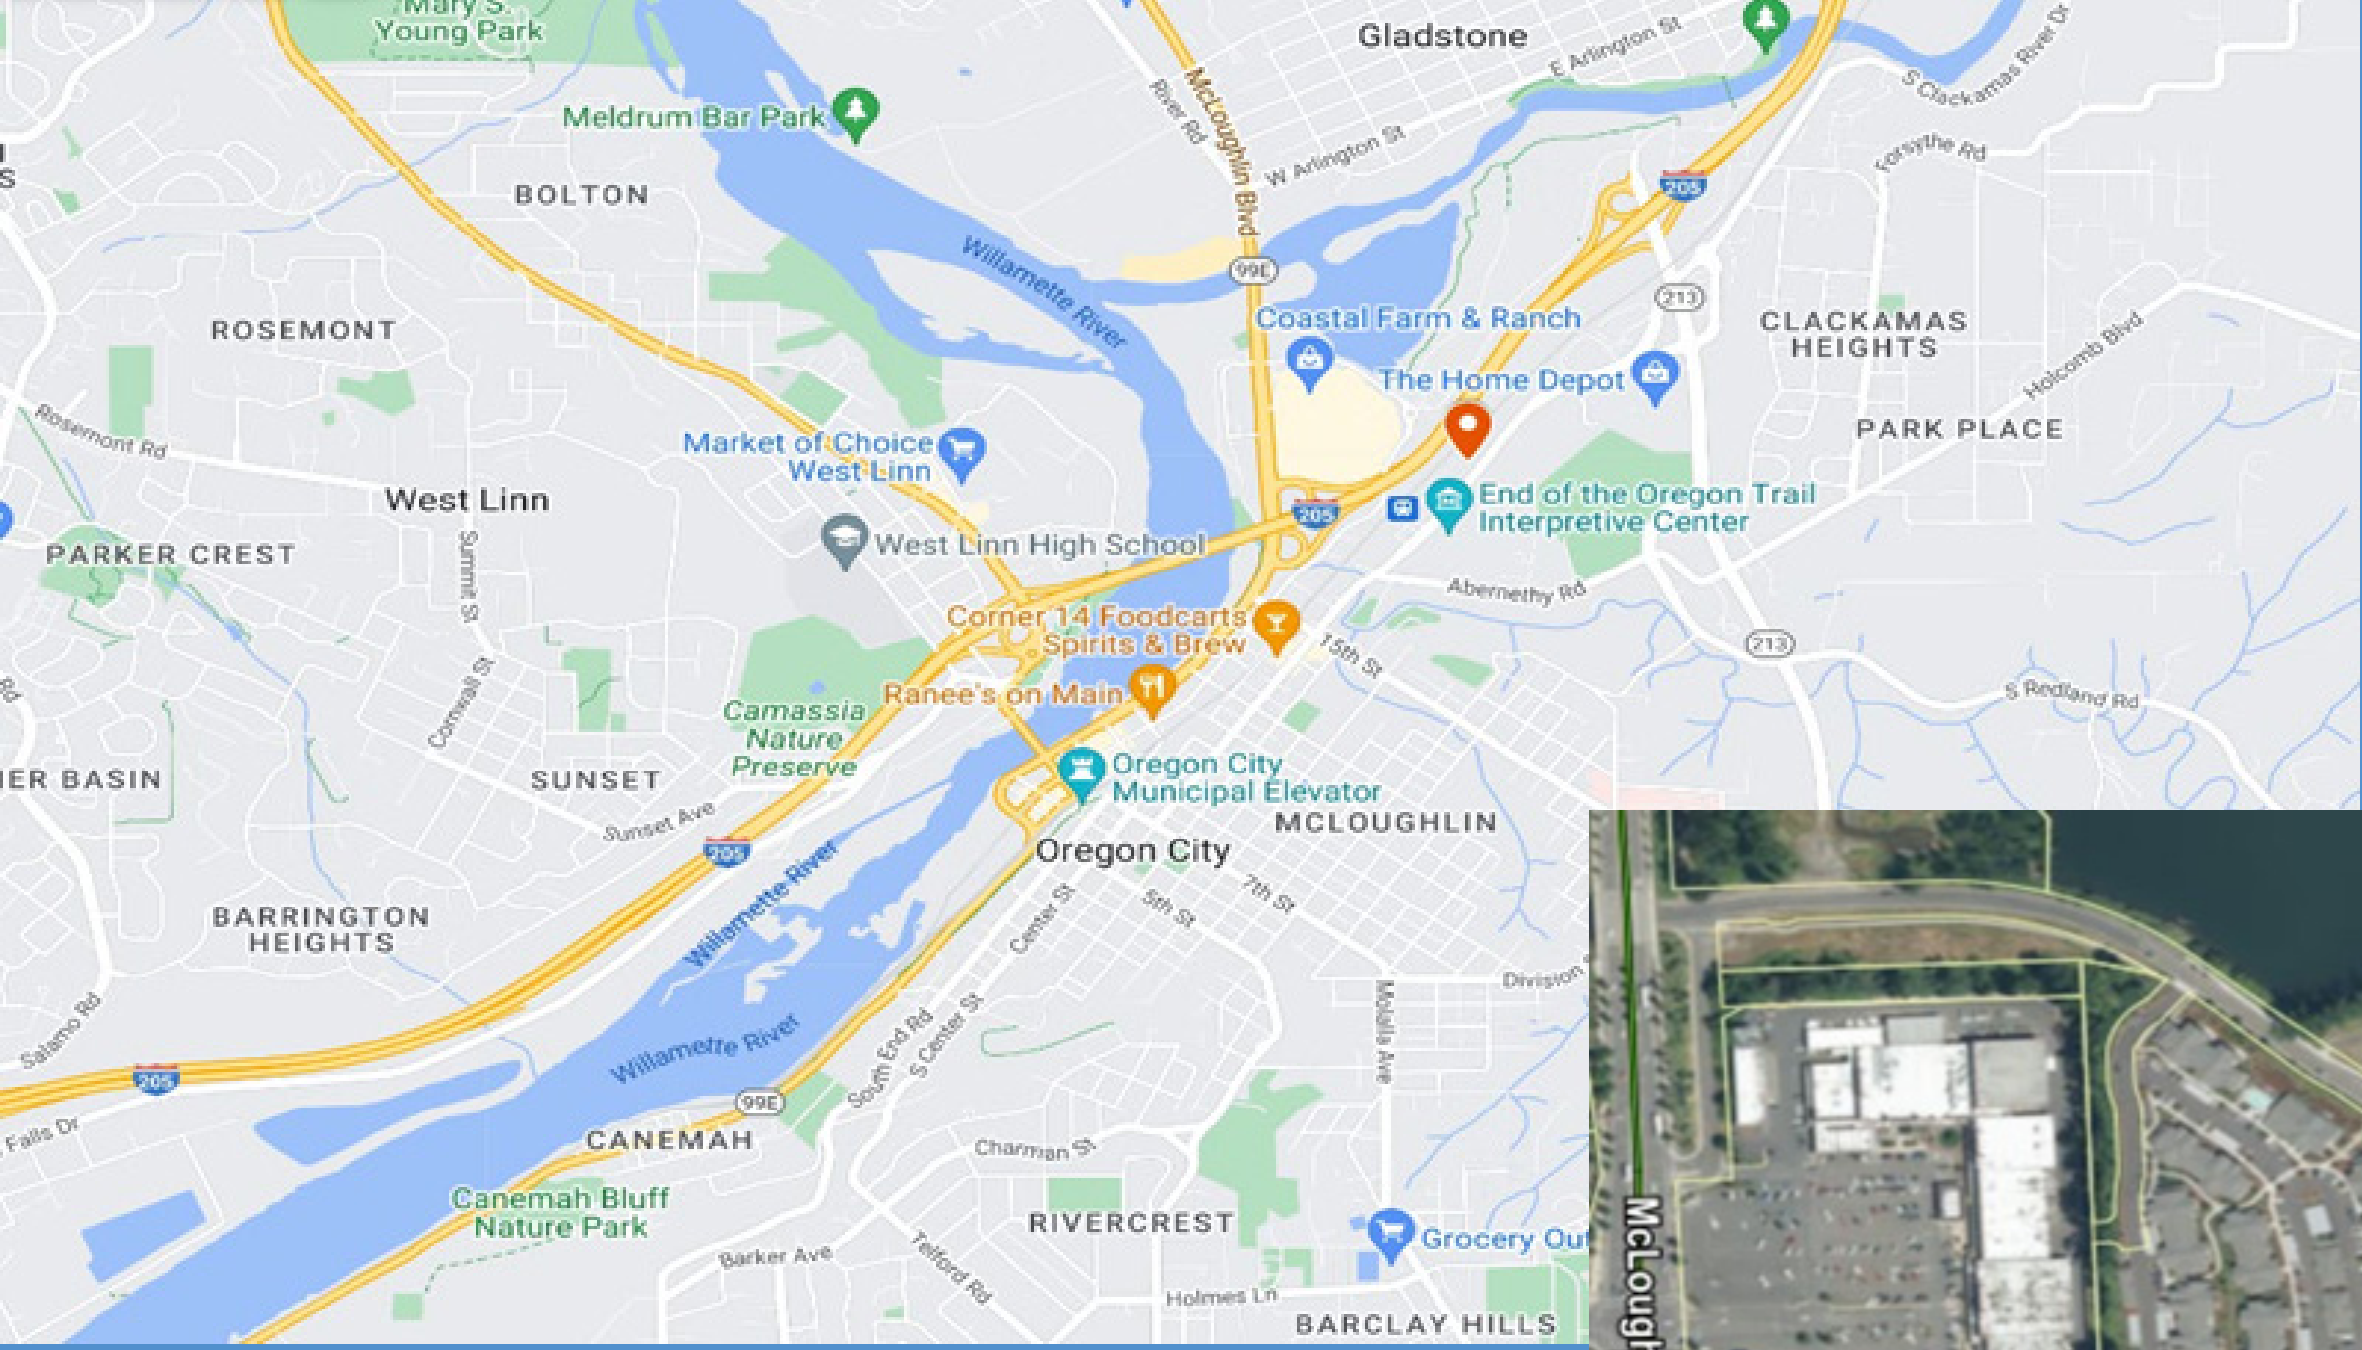 Mary S.
Young Park
Gladstone
E Arlington St
S Clackamas River Dr
McLoughlin Blvd
River Rd
Meldrum Bar Park
W Arlington St
Forsythe Rd
205
BOLTON
Willamette River
99E
213
ROSEMONT
Coastal Farm & Ranch
CLACKAMAS
HEIGHTS
Holcomb Blvd
The Home Depot
Rosemont Rd
Market of Choice
West Linn
PARK PLACE
West Linn
End of the Oregon Trail
Interpretive Center
205
PARKER CREST
Summit St
West Linn High School
Abernethy Rd
Corner 14 Foodcarts
Spirits & Brew
15th St
213
Rd
Cornwall St
Ranee's on Main
S Redland Rd
Camassia
Nature
Preserve
IER BASIN
SUNSET
Oregon City
Municipal Elevator
Sunset Ave
MCLOUGHLIN
205
Oregon City
Willamette River
BARRINGTON
HEIGHTS
Center St
5th St
7th St
Division
Salamo Rd
Molalla Ave
Willamette River
South End Rd
S Center St
205
99E
Falls Dr
CANEMAH
Charman St
Canemah Bluff
Nature Park
RIVERCREST
Grocery Out
Barker Ave
Telford Rd
Holmes Ln
BARCLAY HILLS
McLough